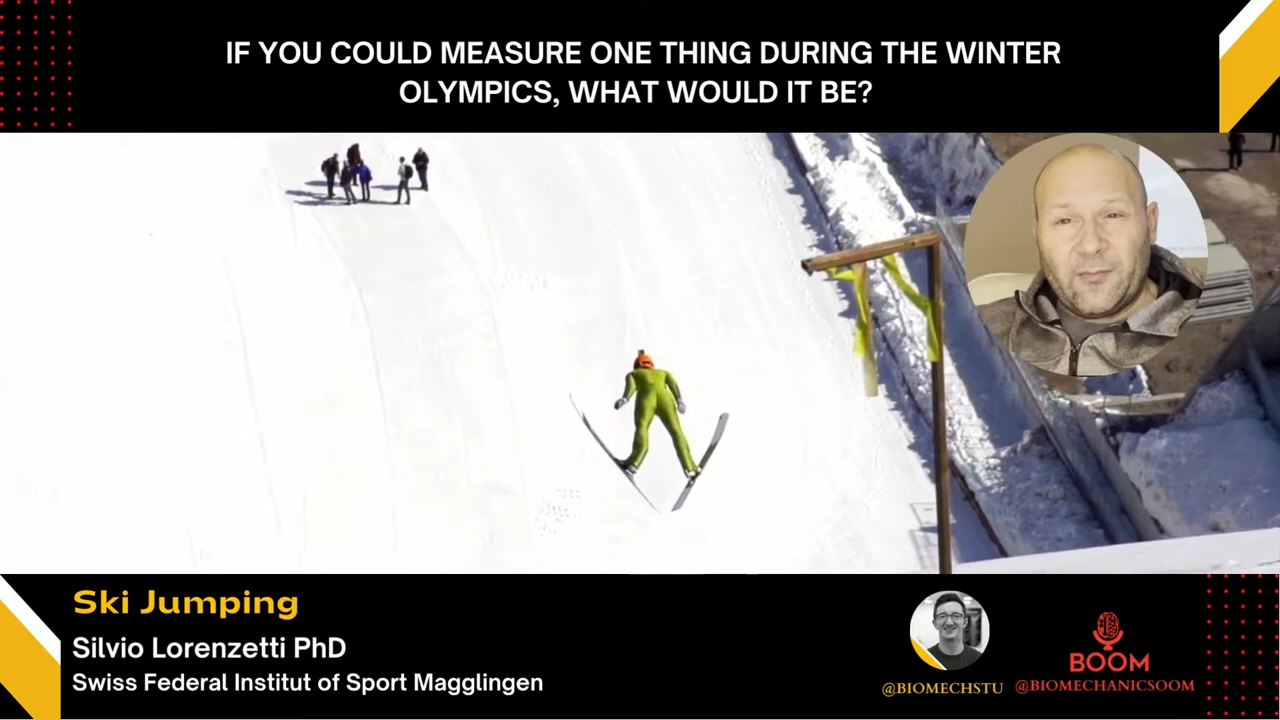 IF YOU COULD MEASURE ONE THING DURING THE WINTER
OLYMPICS, WHAT WOULD IT BE?
Ski Jumping
Silvio Lorenzetti PhD
Swiss Federal Institut of Sport Magglingen
@BIOMECHSTU
BOOM
@BIOMECHANICSOOM